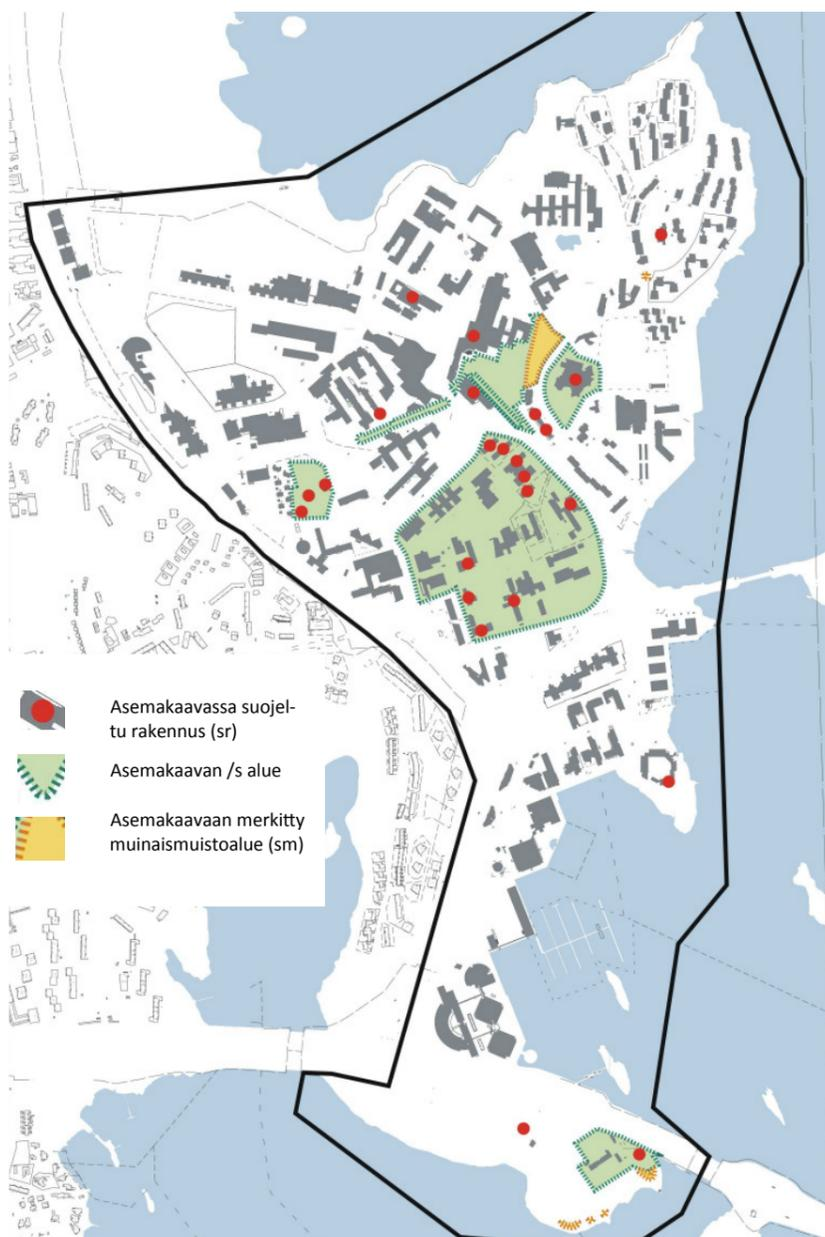 Asemakaavassa suojel-
tu rakennus (sr)
Asemakaavan /s alue
Asemakaavaan merkitty
muinaismuistoalue (sm)